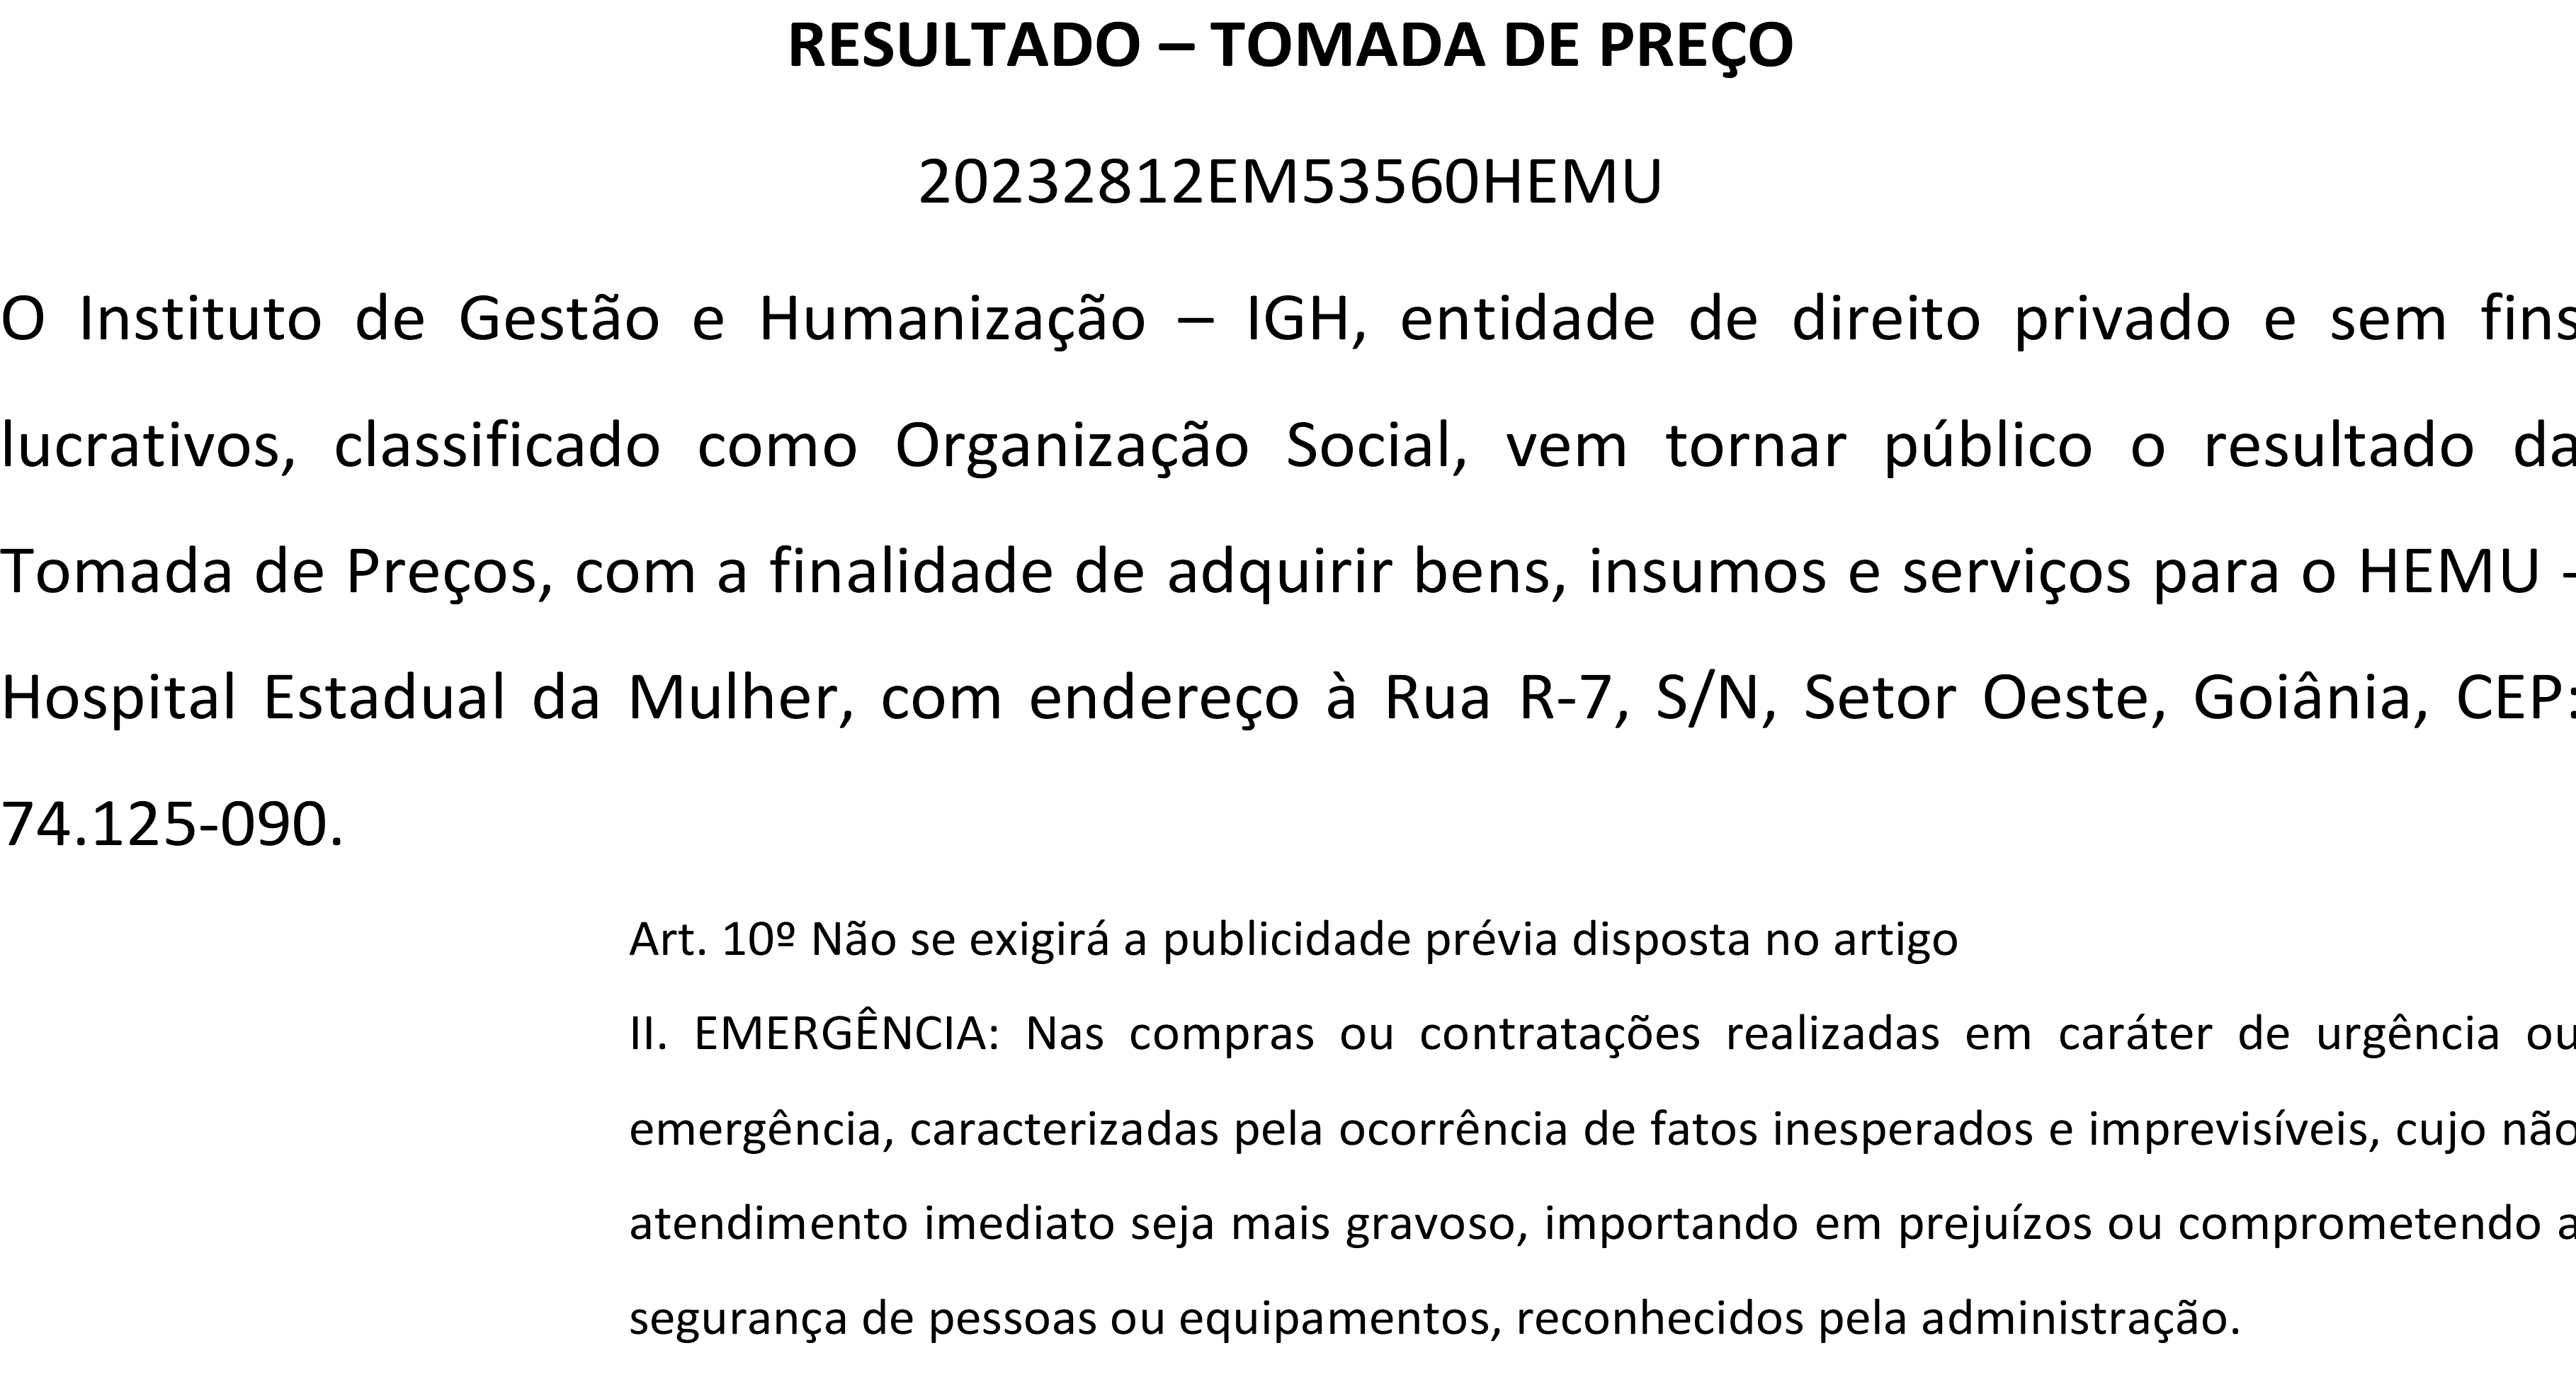 RESULTADO – TOMADA DE PREÇO
20232812EM53560HEMU
O Instituto de Gestão e Humanização – IGH, entidade de direito privado e sem fins
lucrativos, classificado como Organização Social, vem tornar público o resultado da
Tomada de Preços, com a finalidade de adquirir bens, insumos e serviços para o HEMU -
Hospital Estadual da Mulher, com endereço à Rua R-7, S/N, Setor Oeste, Goiânia, CEP:
74.125-090.
Art. 10º Não se exigirá a publicidade prévia disposta no artigo
II. EMERGÊNCIA: Nas compras ou contratações realizadas em caráter de urgência ou
emergência, caracterizadas pela ocorrência de fatos inesperados e imprevisíveis, cujo não
atendimento imediato seja mais gravoso, importando em prejuízos ou comprometendo a
segurança de pessoas ou equipamentos, reconhecidos pela administração.